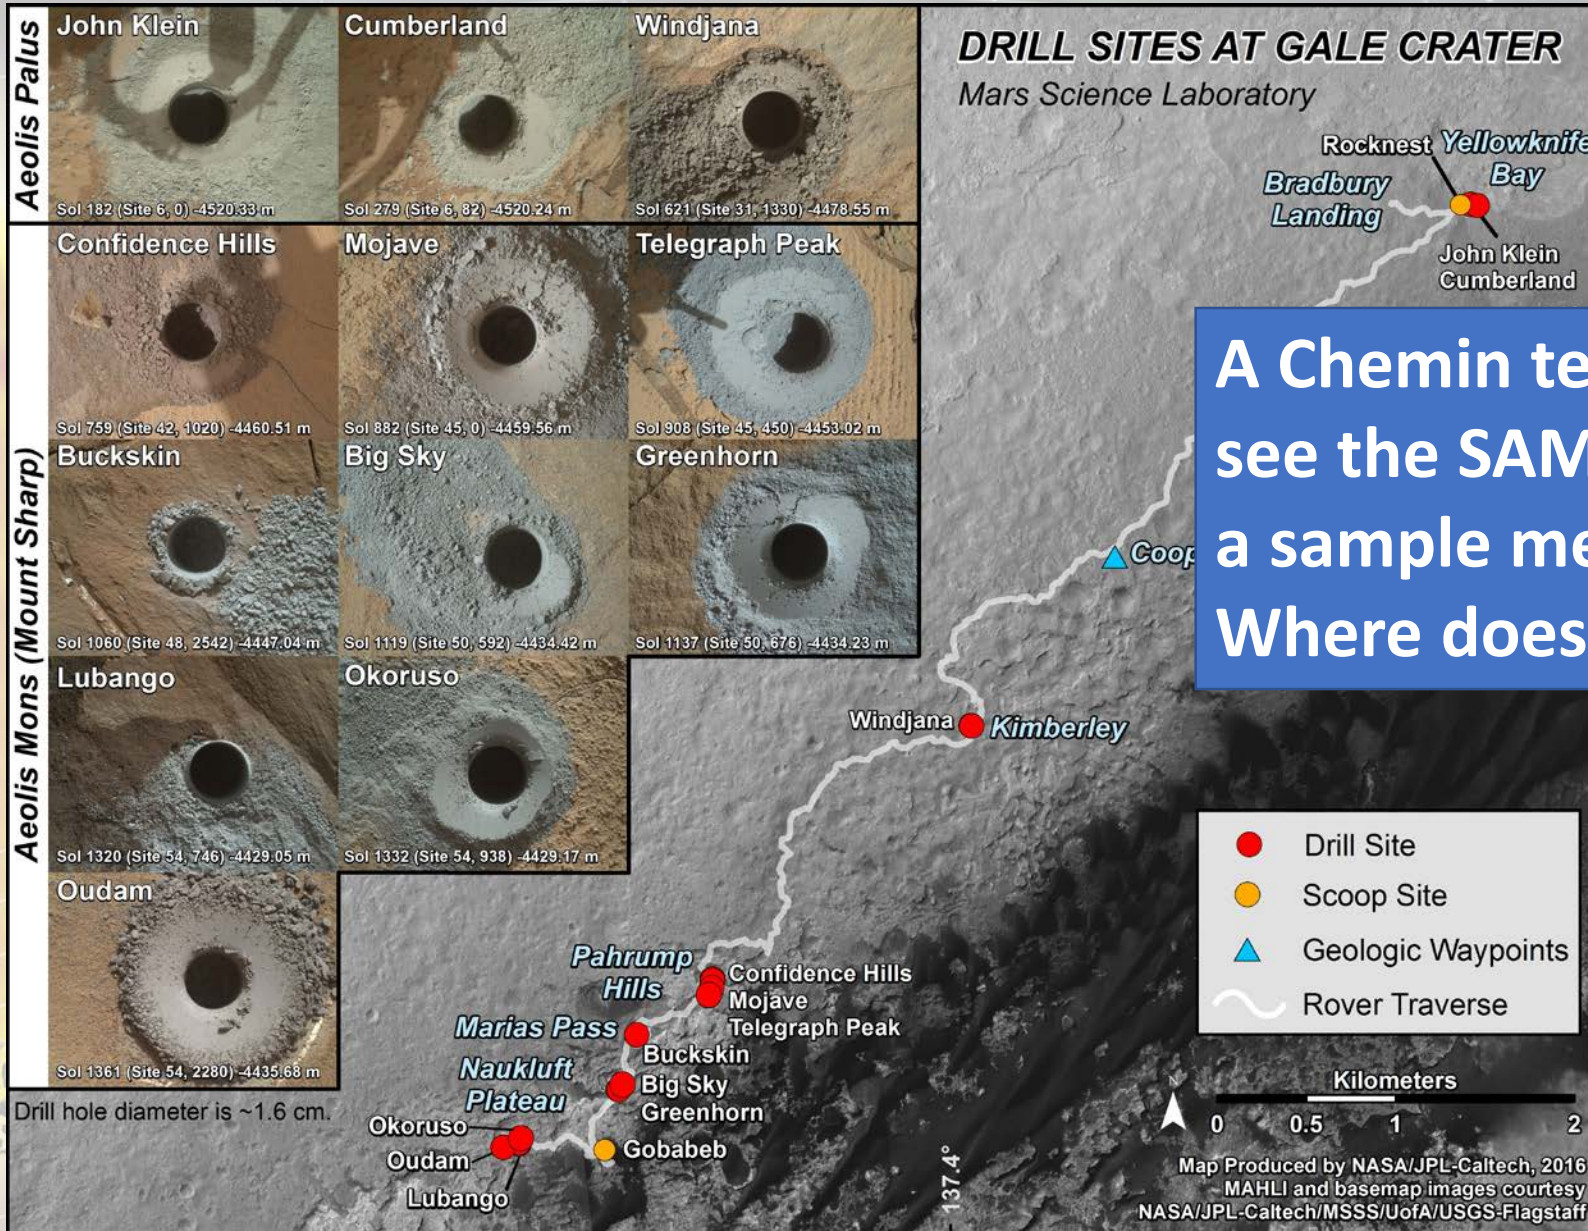 DRILL SITES AT GALE CRATER
Mars Science Laboratory
Aeolis Palus
John Klein
Sol 182 (Site 6, 0) -4520.33 m
Cumberland
Sol 279 (Site 6, 82) -4520.24 m
Windjana
Sol 621 (Site 31, 1330) -4478.55 m
Aeolis Mons (Mount Sharp)
Confidence Hills
Sol 759 (Site 42, 1020) -4460.51 m
Mojave
Sol 882 (Site 45, 0) -4459.56 m
Telegraph Peak
Sol 908 (Site 45, 450) -4453.02 m
Buckskin
Sol 1060 (Site 48, 2542) -4447.04 m
Big Sky
Sol 1119 (Site 50, 592) -4434.42 m
Greenhorn
Sol 1137 (Site 50, 676) -4434.23 m
Lubango
Sol 1320 (Site 54, 746) -4429.05 m
Okoruso
Sol 1332 (Site 54, 938) -4429.17 m
Oudam
Sol 1361 (Site 54, 2280) -4435.68 m
Drill hole diameter is ~1.6 cm.
Rocknest
Yellowknife
Bay
Bradbury
Landing
John Klein
Cumberland
A Chemin te
see the SAM
a sample me
Where does
Coop
Windjana
Kimberley
Drill Site
Scoop Site
Geologic Waypoints
Rover Traverse
Pahrump
Hills
Confidence Hills
Mojave
Telegraph Peak
Marias Pass
Buckskin
Naukluft
Plateau
Big Sky
Greenhorn
Okoruso
Oudam
Lubango
Gobabeb
137.4°
N
Kilometers
0 0.5 1 2
Map Produced by NASA/JPL-Caltech, 2016
MAHLI and basemap images courtesy
NASA/JPL-Caltech/MSSS/UofA/USGS-Flagstaff